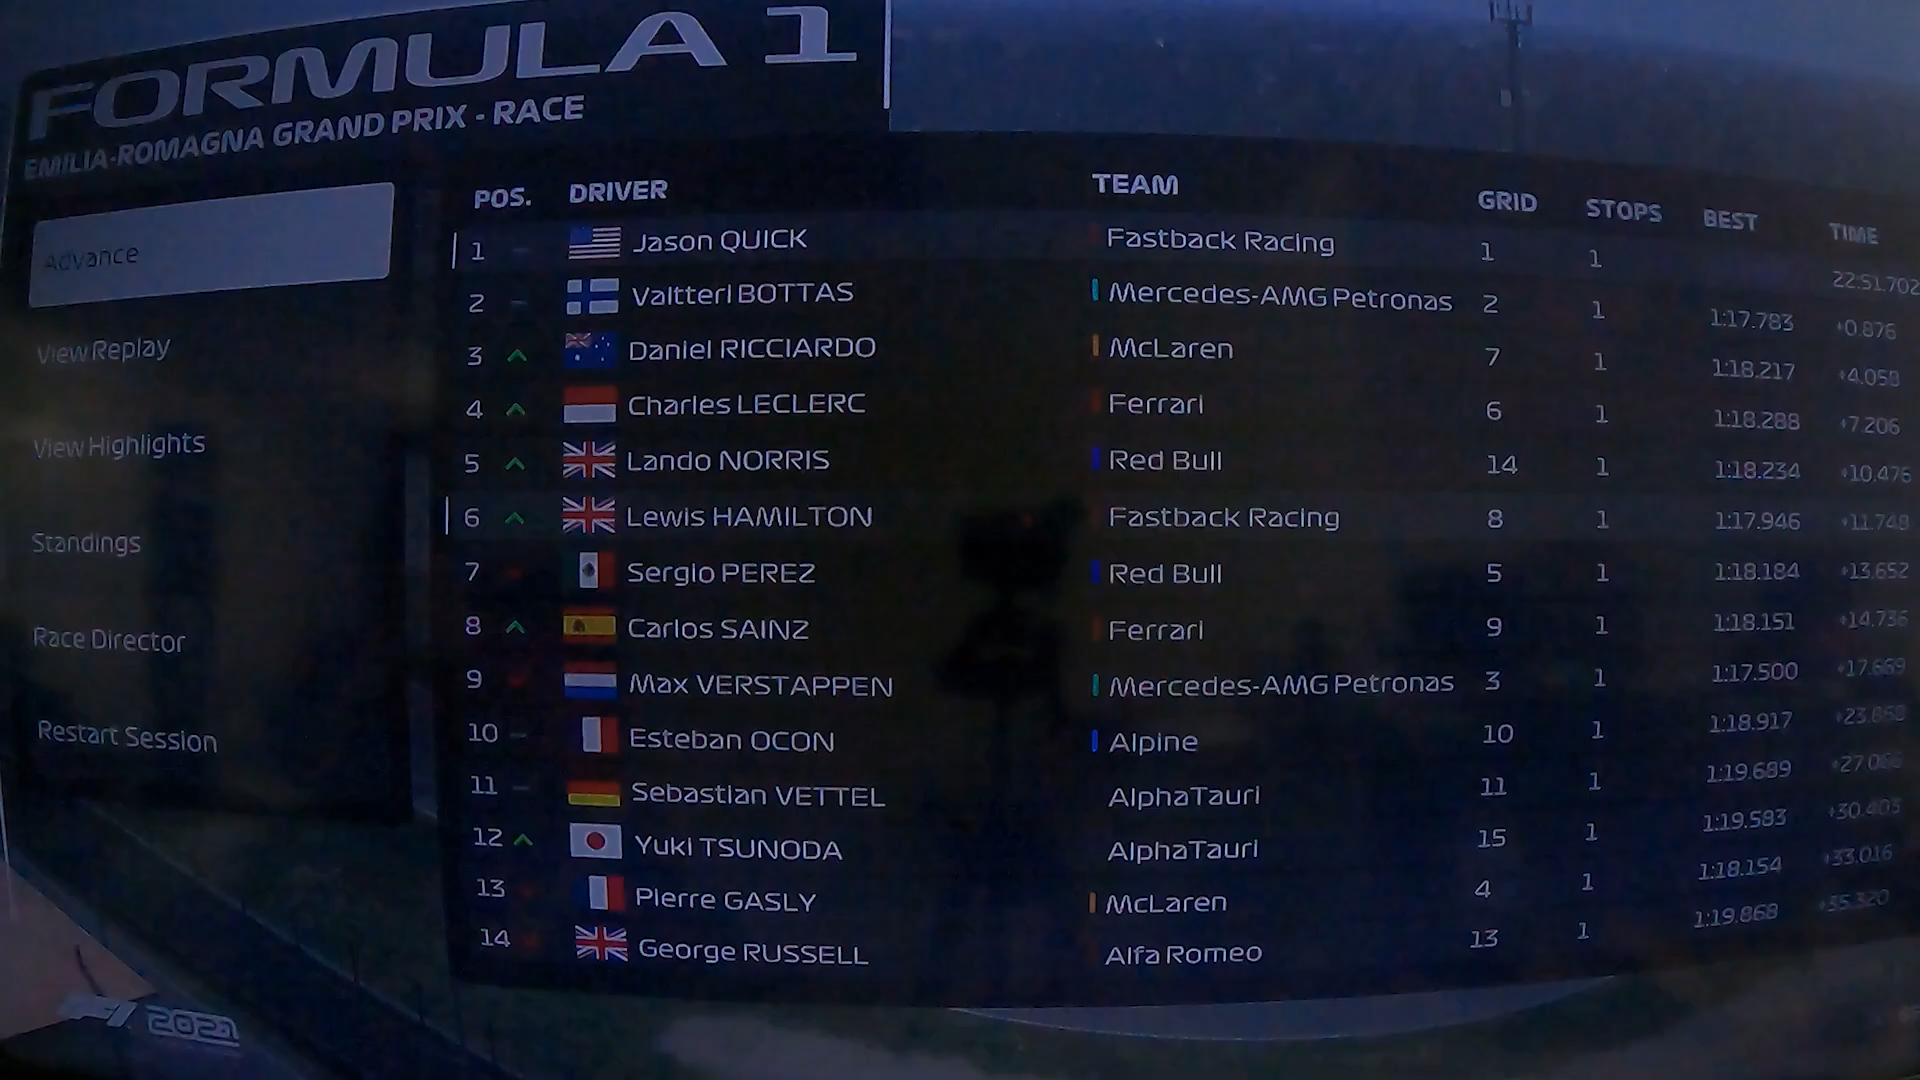 FORMULA 1
EMILIA-ROMAGNA GRAND PRIX - RACE
Advance
View Replay
View Highlights
Standings
Race Director
Restart Session
POS. DRIVER TEAM GRID STOPS BEST TIME
1 Jason QUICK Fastback Racing 1 1 22:51.702
2 Valtteri BOTTAS Mercedes-AMG Petronas 2 1 1:17.783 +0.876
3 Daniel RICCIARDO McLaren 7 1 1:18.217 +4.058
4 Charles LECLERC Ferrari 6 1 1:18.288 +7.206
5 Lando NORRIS Red Bull 14 1 1:18.234 +10.476
6 Lewis HAMILTON Fastback Racing 8 1 1:17.946 +11.748
7 Sergio PEREZ Red Bull 5 1 1:18.184 +13.652
8 Carlos SAINZ Ferrari 9 1 1:18.151 +14.736
9 Max VERSTAPPEN Mercedes-AMG Petronas 3 1 1:17.500 +17.669
10 Esteban OCON Alpine 10 1 1:18.917
11 Sebastian VETTEL AlphaTauri 11 1 1:19.689
12 Yuki TSUNODA AlphaTauri 15 1 1:19.583
13 Pierre GASLY McLaren 4 1 1:18.154 +33.016
14 George RUSSELL Alfa Romeo 13 1 1:19.868 +35.320
F1 2021